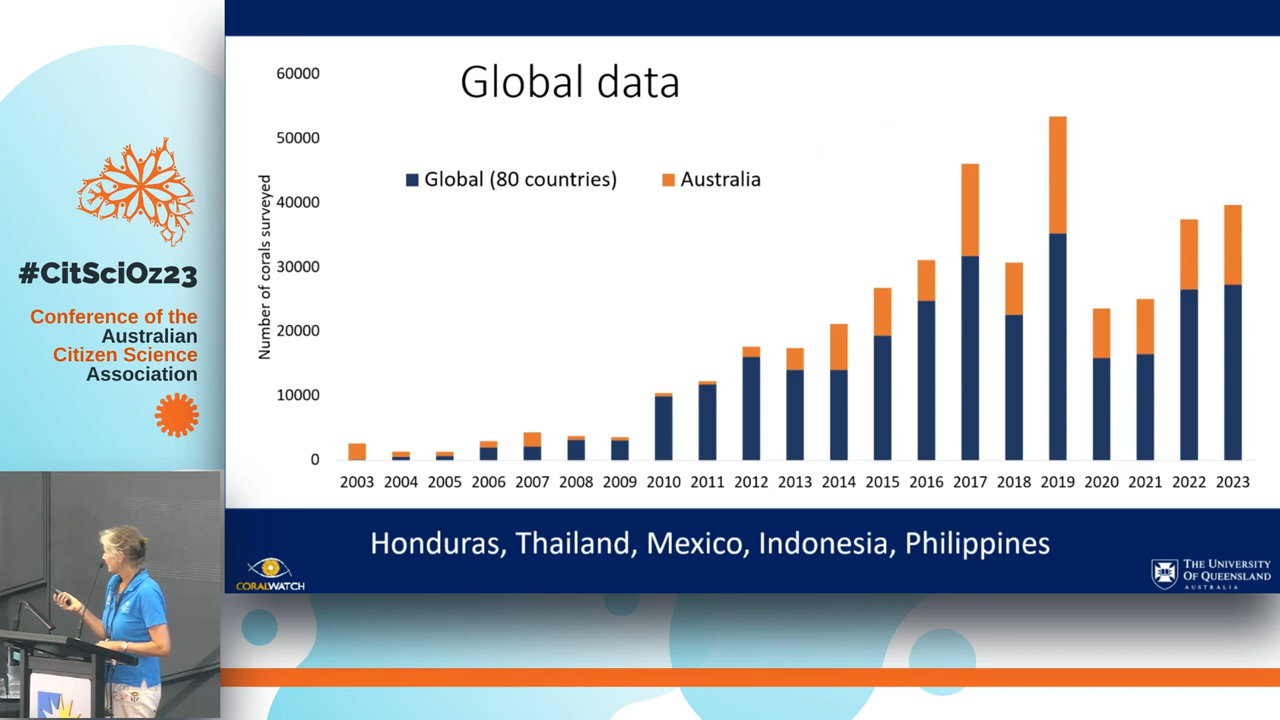 #CitSciOz23
Conference of the
Australian
Citizen Science
Association
Global data
Number of corals surveyed
60000
50000
40000
30000
20000
10000
0
Global (80 countries)
Australia
2003 2004 2005 2006 2007 2008 2009 2010 2011 2012 2013 2014 2015 2016 2017 2018 2019 2020 2021 2022 2023
Honduras, Thailand, Mexico, Indonesia, Philippines
CORALWATCH
THE UNIVERSITY
OF QUEENSLAND
AUSTRALIA